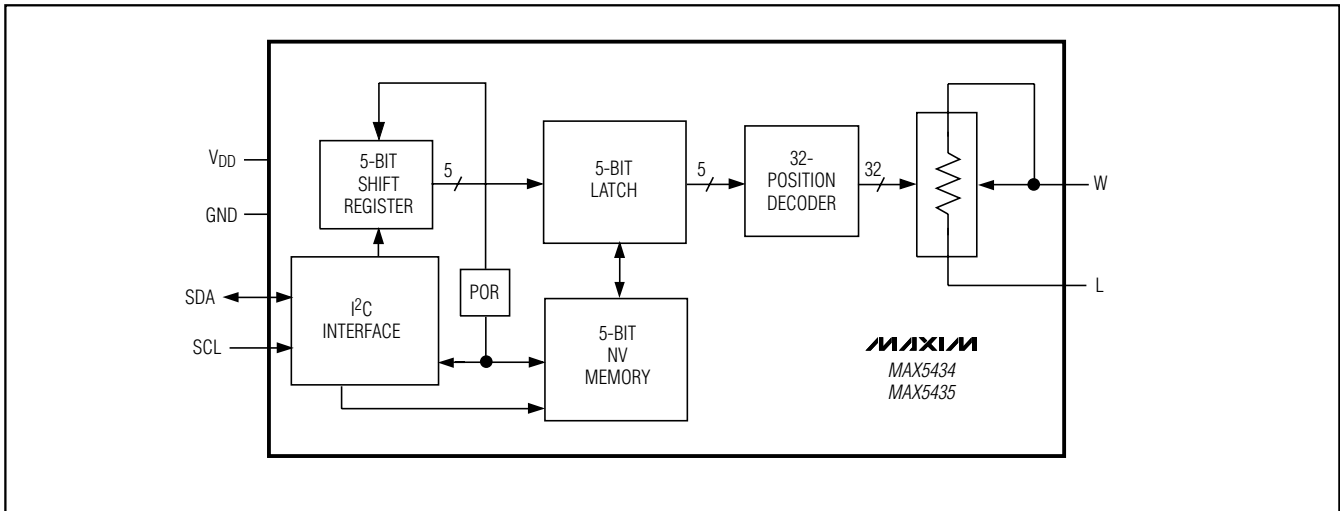 VDD
GND
SDA
SCL
5-BIT
SHIFT
REGISTER
5
I2C
INTERFACE
POR
5-BIT
LATCH
5
5-BIT
NV
MEMORY
32-
POSITION
DECODER
32
W
L
MAXIM
MAX5434
MAX5435